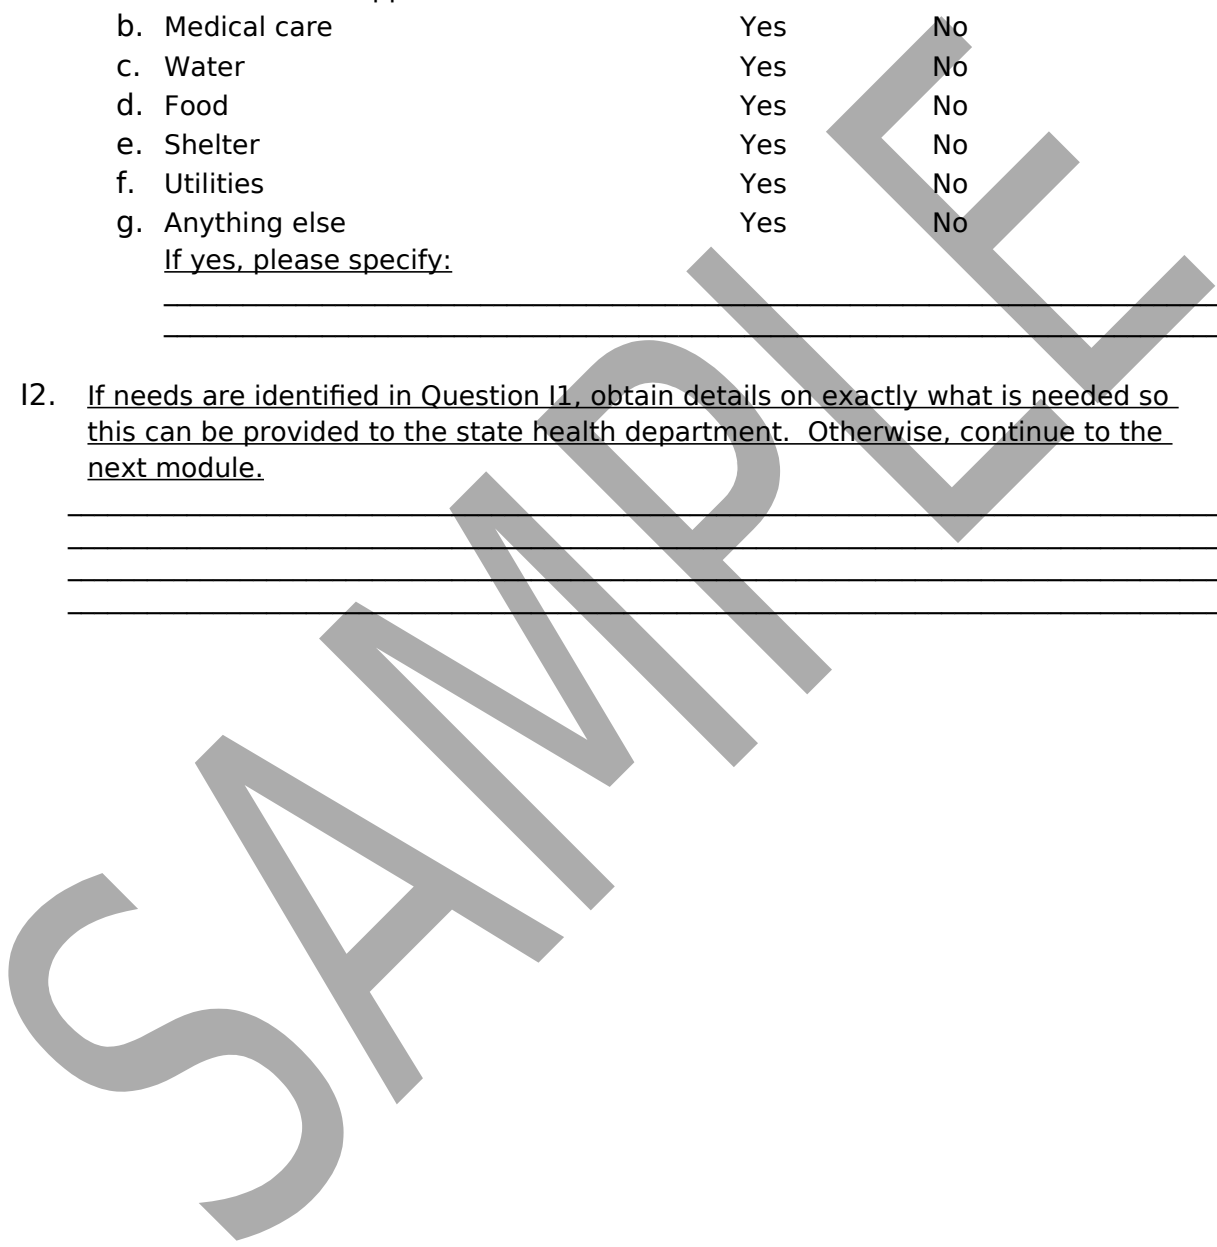 b. Medical care Yes No
c. Water Yes No
d. Food Yes No
e. Shelter Yes No
f. Utilities Yes No
g. Anything else Yes No
If yes, please specify:
I2. If needs are identified in Question I1, obtain details on exactly what is needed so
this can be provided to the state health department. Otherwise, continue to the
next module.
SAMPLE